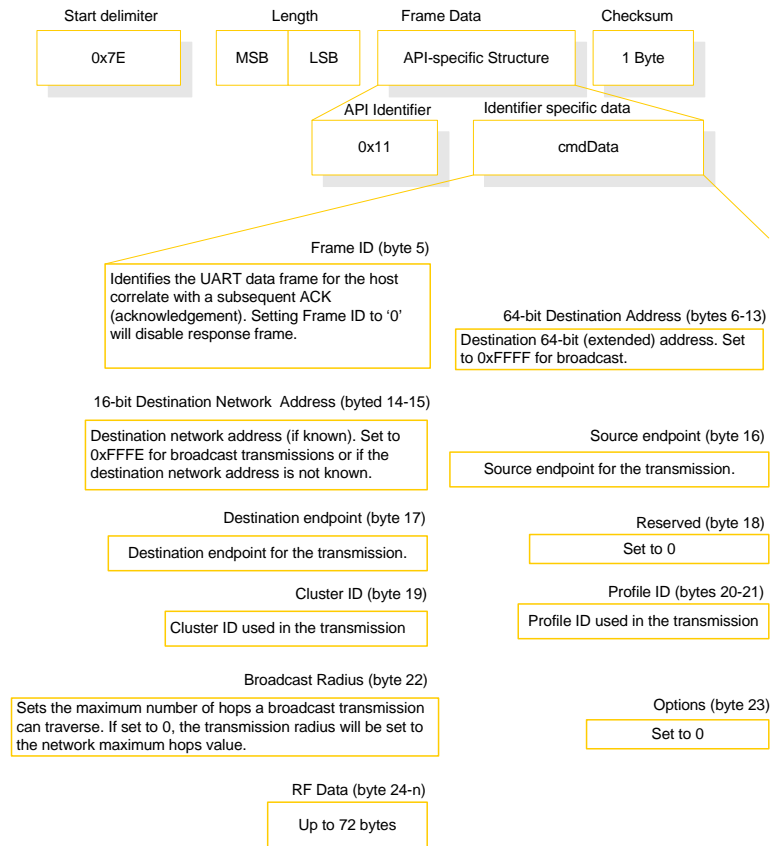 Start delimiter
Length
Frame Data
Checksum
0x7E
MSB
LSB
API-specific Structure
1 Byte
API Identifier
Identifier specific data
0x11
cmdData
Frame ID (byte 5)
Identifies the UART data frame for the host
correlate with a subsequent ACK
(acknowledgement). Setting Frame ID to ‘0’
will disable response frame.
64-bit Destination Address (bytes 6-13)
Destination 64-bit (extended) address. Set
to 0xFFFF for broadcast.
16-bit Destination Network  Address (byted 14-15)
Destination network address (if known). Set to
0xFFFE for broadcast transmissions or if the
destination network address is not known.
Source endpoint (byte 16)
Source endpoint for the transmission.
Destination endpoint (byte 17)
Destination endpoint for the transmission.
Reserved (byte 18)
Set to 0
Cluster ID (byte 19)
Cluster ID used in the transmission
Profile ID (bytes 20-21)
Profile ID used in the transmission
Broadcast Radius (byte 22)
Sets the maximum number of hops a broadcast transmission
can traverse. If set to 0, the transmission radius will be set to
the network maximum hops value.
Options (byte 23)
Set to 0
RF Data (byte 24-n)
Up to 72 bytes